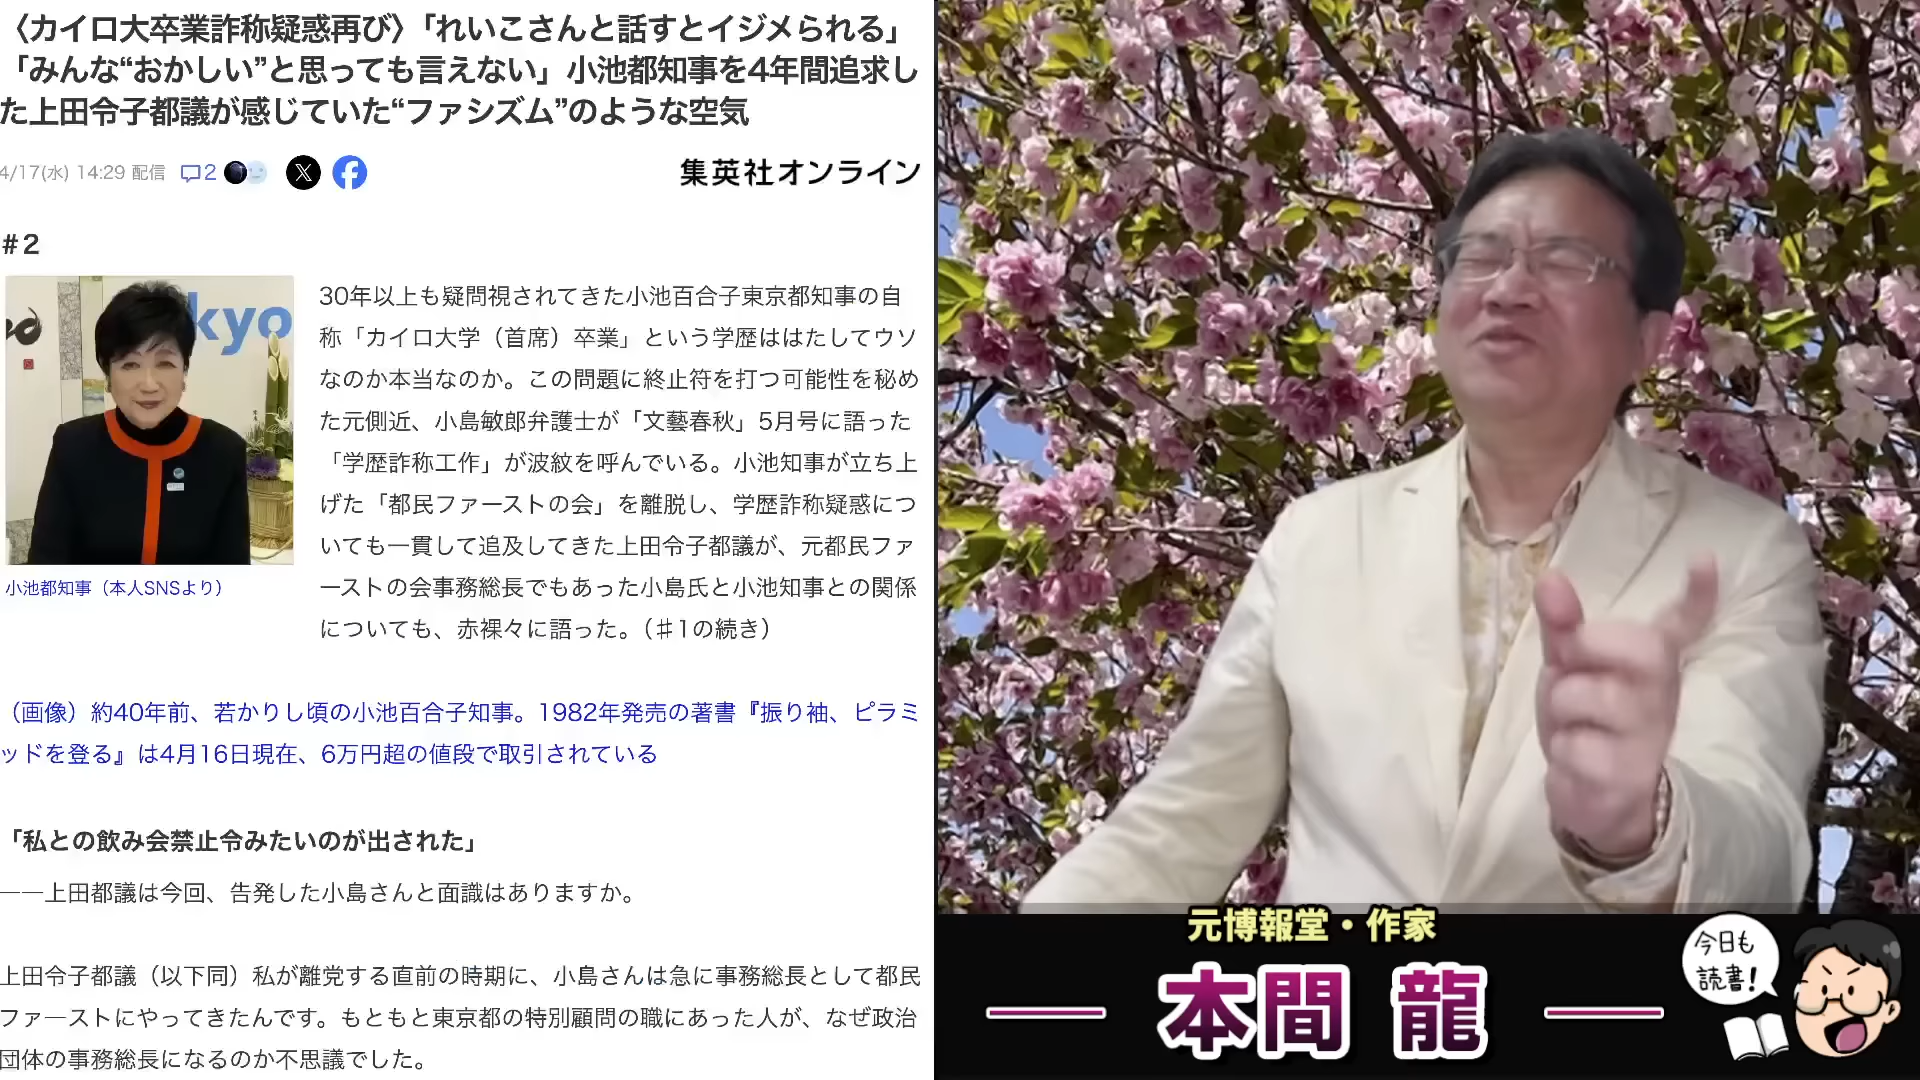 〈カイロ大卒業詐称疑惑再び〉「れいこさんと話すとイジメられる」
「みんな“おかしい”と思っても言えない」小池都知事を4年間追求し
た上田令子都議が感じていた“ファシズム”のような空気
4/17(水) 14:29 配信
2
集英社オンライン
#2
kyo
小池都知事（本人SNSより）
30年以上も疑問視されてきた小池百合子東京都知事の自
称「カイロ大学（首席）卒業」という学歴ははたしてウソ
なのか本当なのか。この問題に終止符を打つ可能性を秘め
た元側近、小島敏郎弁護士が「文藝春秋」5月号に語った
「学歴詐称工作」が波紋を呼んでいる。小池知事が立ち上
げた「都民ファーストの会」を離脱し、学歴詐称疑惑につ
いても一貫して追及してきた上田令子都議が、元都民ファ
ーストの会事務総長でもあった小島氏と小池知事との関係
についても、赤裸々に語った。（♯1の続き）
（画像）約40年前、若かりし頃の小池百合子知事。1982年発売の著書『振り袖、ピラミ
ッドを登る』は4月16日現在、6万円超の値段で取引されている
「私との飲み会禁止令みたいのが出された」
――上田都議は今回、告発した小島さんと面識はありますか。
上田令子都議（以下同）私が離党する直前の時期に、小島さんは急に事務総長として都民
ファーストにやってきたんです。もともと東京都の特別顧問の職にあった人が、なぜ政治
団体の事務総長になるのか不思議でした。
元博報堂・作家
本間 龍
今日も
読書!